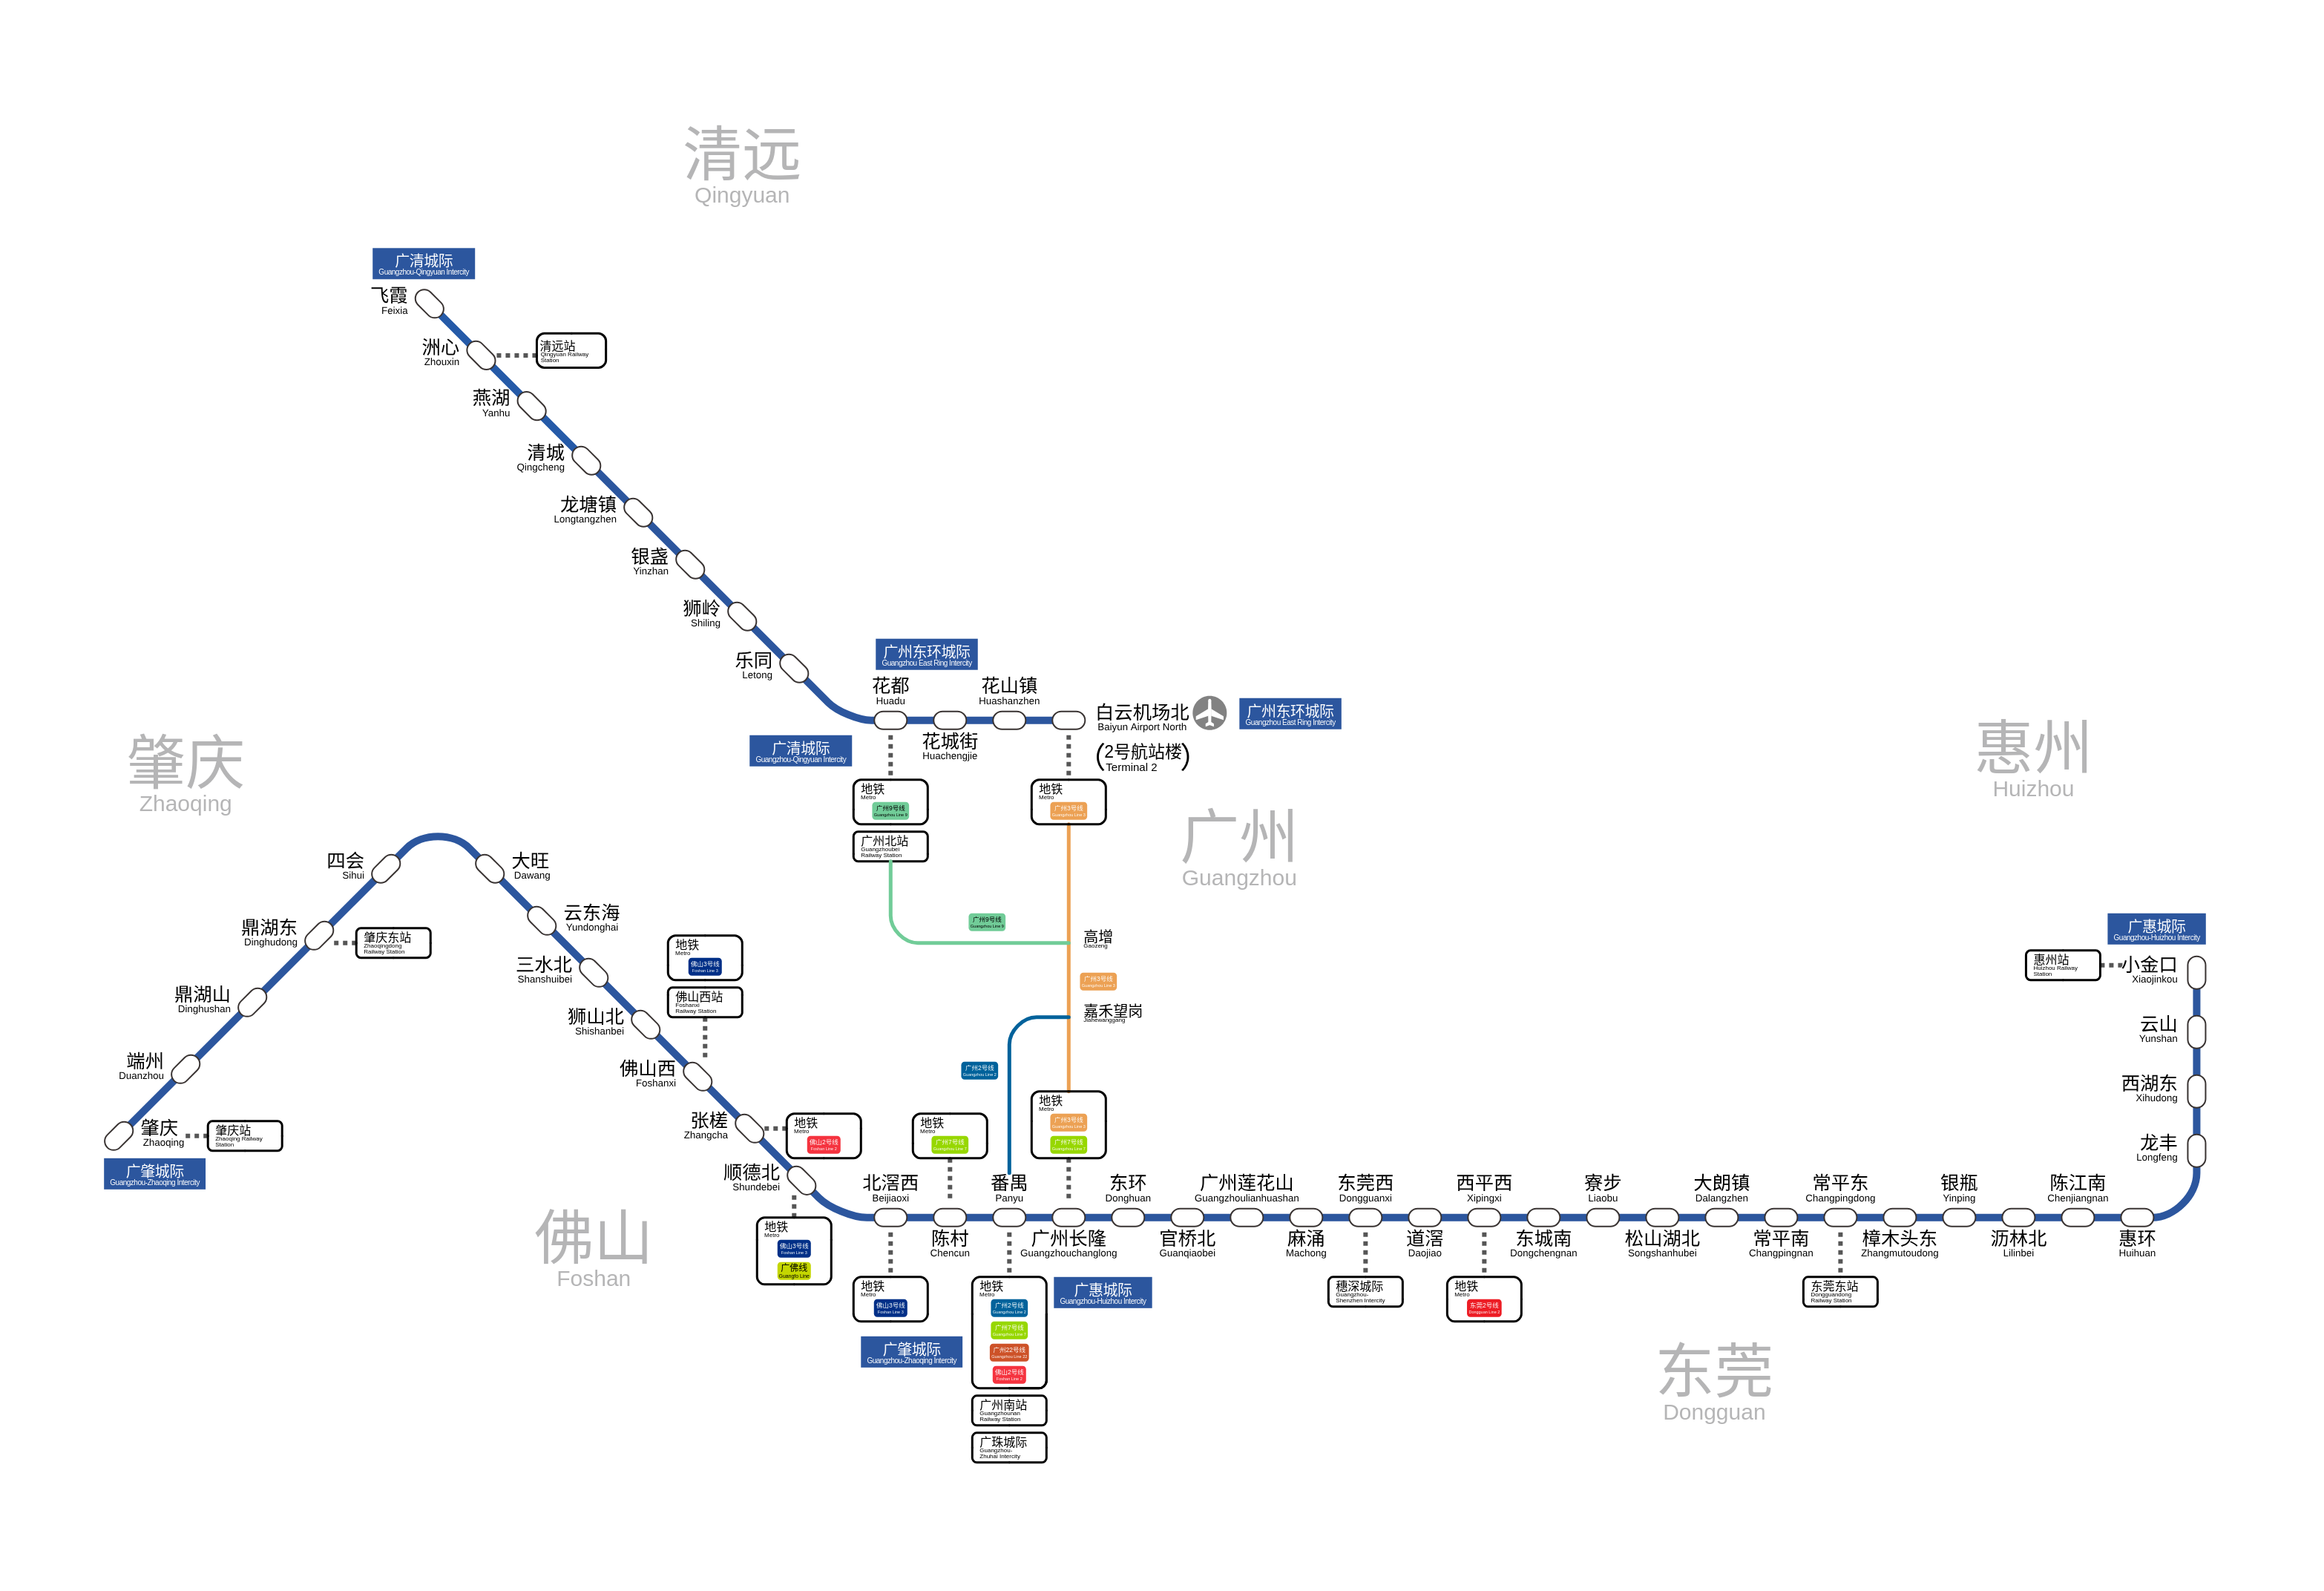 清远
Qingyuan
广清城际
Guangzhou-Qingyuan Intercity
飞霞
Feixia
洲心
Zhouxin
清远站
Qingyuan Railway
Station
燕湖
Yanhu
清城
Qingcheng
龙塘镇
Longtangzhen
银盏
Yinzhan
狮岭
Shiling
乐同
Letong
广州东环城际
Guangzhou East Ring Intercity
花都
Huadu
花山镇
Huashanzhen
白云机场北
Baiyun Airport North
(2号航站楼)
Terminal 2
广州东环城际
Guangzhou East Ring Intercity
花城街
Huachengjie
广清城际
Guangzhou-Qingyuan Intercity
地铁
Metro
广州9号线
Guangzhou Line 9
广州北站
Guangzhoubei
Railway Station
地铁
Metro
广州3号线
Guangzhou Line 3
肇庆
Zhaoqing
惠州
Huizhou
广州
Guangzhou
四会
Sihui
大旺
Dawang
鼎湖东
Dinghudong
肇庆东站
Zhaoqingdong
Railway Station
云东海
Yundonghai
广州9号线
Guangzhou Line 9
高增
Gaozeng
地铁
Metro
佛山3号线
Foshan Line 3
佛山西站
Foshanxi
Railway Station
三水北
Shanshuibei
鼎湖山
Dinghushan
狮山北
Shishanbei
广州3号线
Guangzhou Line 3
嘉禾望岗
Jiahewanggang
广州2号线
Guangzhou Line 2
端州
Duanzhou
佛山西
Foshanxi
肇庆
Zhaoqing
肇庆站
Zhaoqing Railway
Station
广肇城际
Guangzhou-Zhaoqing Intercity
张槎
Zhangcha
地铁
Metro
佛山2号线
Foshan Line 2
地铁
Metro
广州7号线
Guangzhou Line 7
地铁
Metro
广州3号线
Guangzhou Line 3
广州7号线
Guangzhou Line 7
广惠城际
Guangzhou-Huizhou Intercity
惠州站
Huizhou Railway
Station
小金口
Xiaojinkou
云山
Yunshan
西湖东
Xihudong
龙丰
Longfeng
顺德北
Shundebei
北滘西
Beijiaoxi
番禺
Panyu
东环
Donghuan
广州莲花山
Guangzhoulianhuashan
东莞西
Dongguanxi
西平西
Xipingxi
寮步
Liaobu
大朗镇
Dalangzhen
常平东
Changpingdong
银瓶
Yinping
陈江南
Chenjiangnan
陈村
Chencun
广州长隆
Guangzhouchanglong
官桥北
Guanqiaobei
麻涌
Machong
道滘
Daojiao
东城南
Dongchengnan
松山湖北
Songshanhubei
常平南
Changpingnan
樟木头东
Zhangmutoudong
沥林北
Lilinbei
惠环
Huihuan
佛山
Foshan
地铁
Metro
佛山3号线
Foshan Line 3
广佛线
Guangfo Line
地铁
Metro
佛山3号线
Foshan Line 3
广肇城际
Guangzhou-Zhaoqing Intercity
地铁
Metro
广州2号线
Guangzhou Line 2
广州7号线
Guangzhou Line 7
广州22号线
Guangzhou Line 22
佛山2号线
Foshan Line 2
广州南站
Guangzhounan
Railway Station
广珠城际
Guangzhou-
Zhuhai Intercity
广惠城际
Guangzhou-Huizhou Intercity
穗深城际
Guangzhou-
Shenzhen Intercity
地铁
Metro
东莞2号线
Dongguan Line 2
东莞东站
Dongguandong
Railway Station
东莞
Dongguan